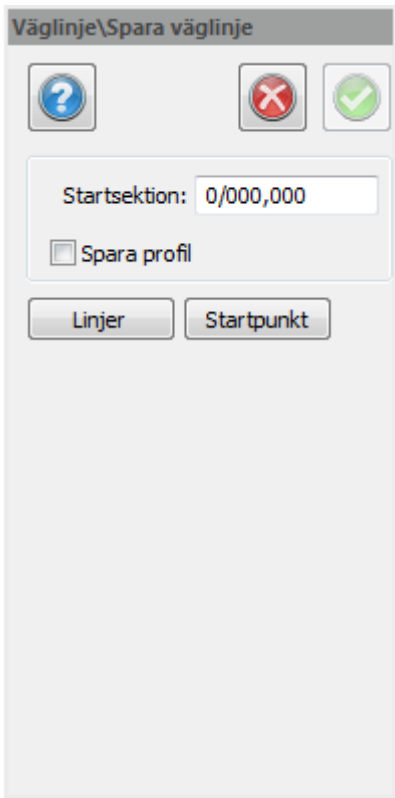 Väglinje\Spara väglinje
Startsektion: 0/000,000
Spara profil
Linjer Startpunkt